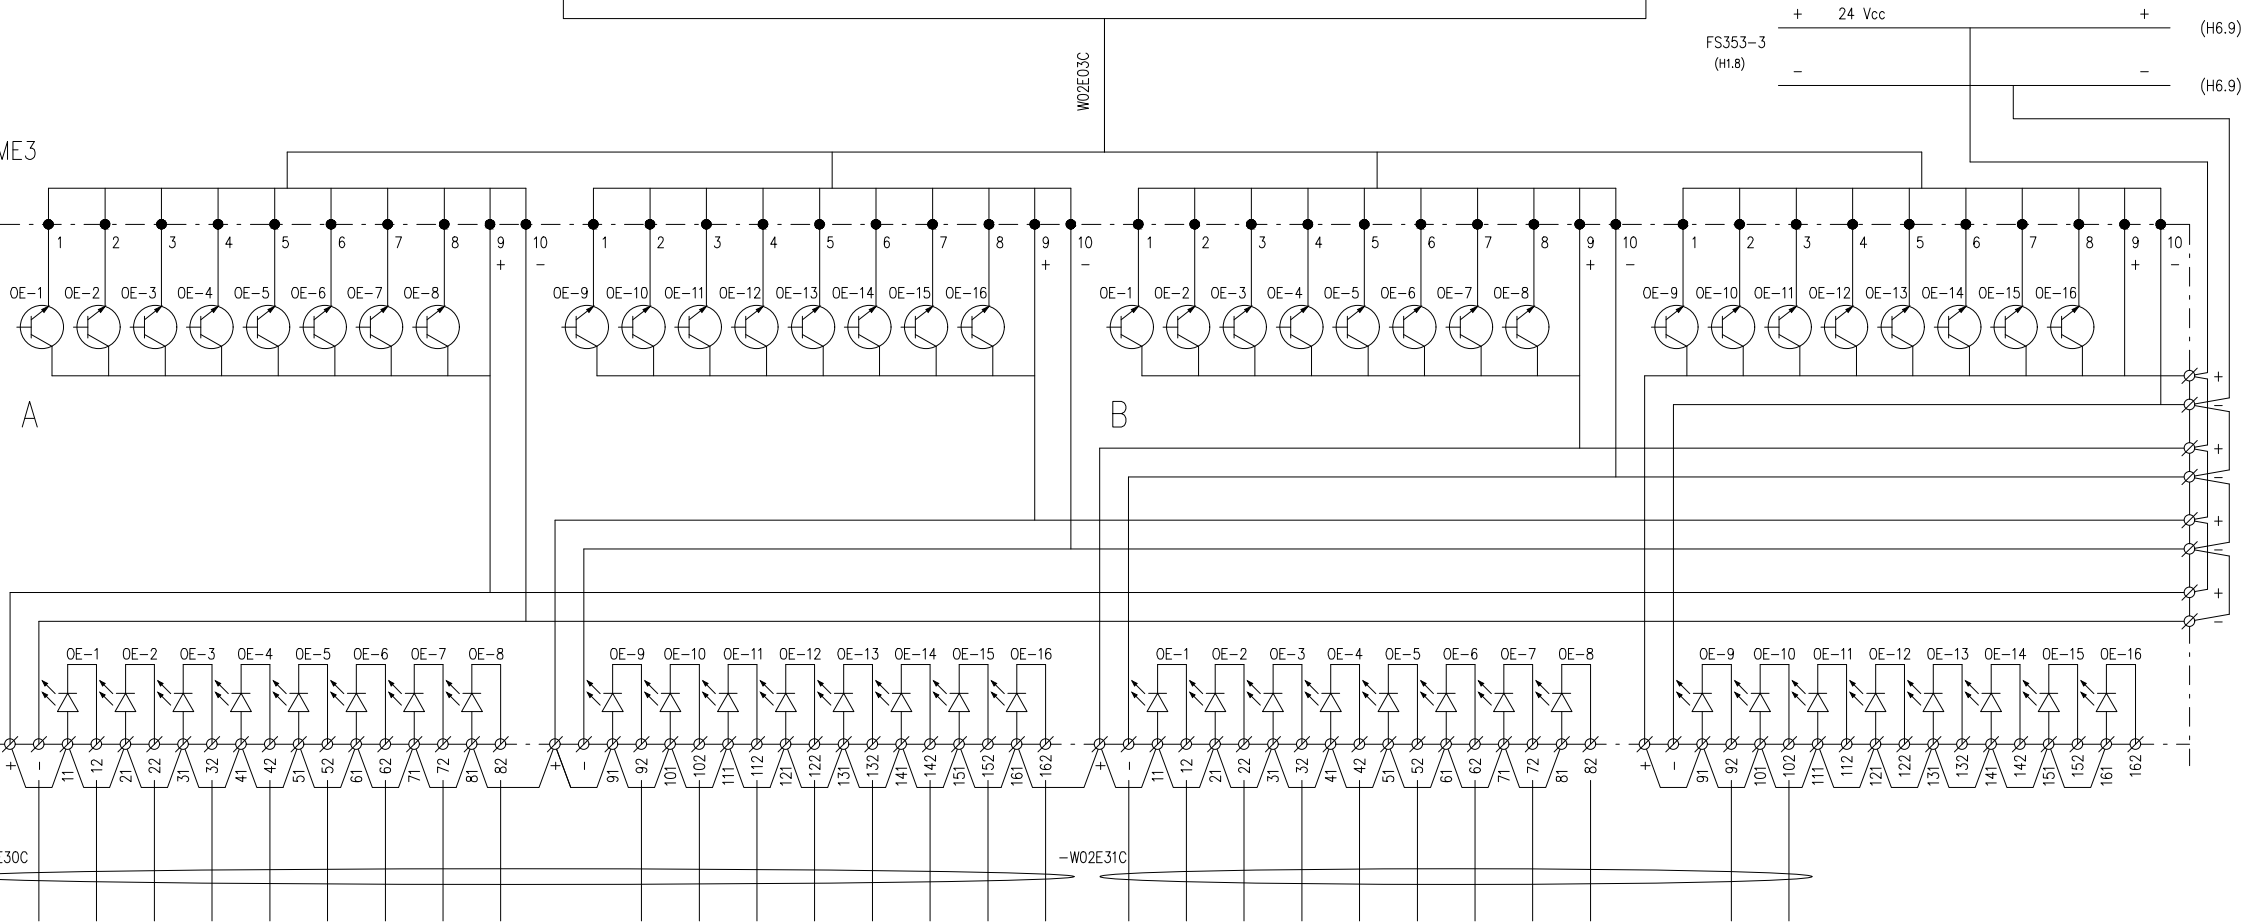 + 24 Vcc +
(H6.9)
FS353-3
(H1.8)
- -
(H6.9)
W02E03C
ME3
1 2 3 4 5 6 7 8 9 10 1 2 3 4 5 6 7 8 9 10 1 2 3 4 5 6 7 8 9 10 1 2 3 4 5 6 7 8 9 10
+ - + - + - + -
OE-1 OE-2 OE-3 OE-4 OE-5 OE-6 OE-7 OE-8 OE-9 OE-10 OE-11 OE-12 OE-13 OE-14 OE-15 OE-16 OE-1 OE-2 OE-3 OE-4 OE-5 OE-6 OE-7 OE-8 OE-9 OE-10 OE-11 OE-12 OE-13 OE-14 OE-15 OE-16
+
A B
-
+
-
+
-
+
-
OE-1 OE-2 OE-3 OE-4 OE-5 OE-6 OE-7 OE-8 OE-9 OE-10 OE-11 OE-12 OE-13 OE-14 OE-15 OE-16 OE-1 OE-2 OE-3 OE-4 OE-5 OE-6 OE-7 OE-8 OE-9 OE-10 OE-11 OE-12 OE-13 OE-14 OE-15 OE-16
+ - 11 12 21 22 31 32 41 42 51 52 61 62 71 72 81 82 + - 91 92 101 102 111 112 121 122 131 132 141 142 151 152 161 162 + - 11 12 21 22 31 32 41 42 51 52 61 62 71 72 81 82 + - 91 92 101 102 111 112 121 122 131 132 141 142 151 152 161 162
E30C -W02E31C